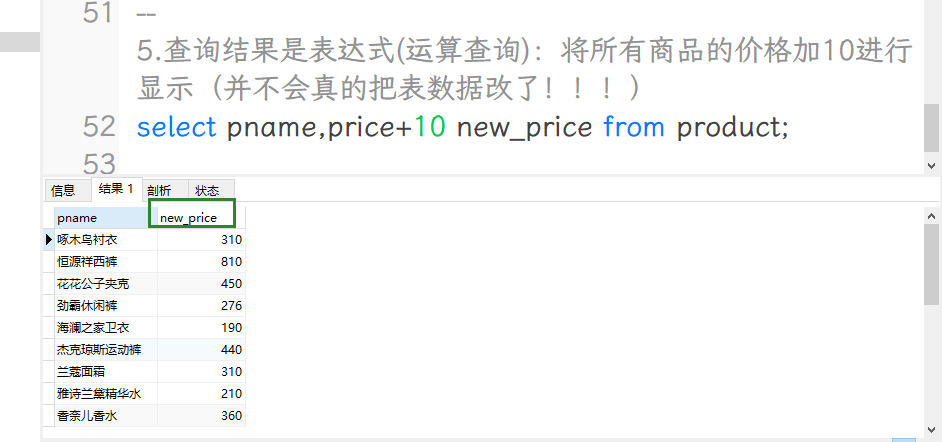 51 --
5.查询结果是表达式(运算查询)：将所有商品的价格加10进行
显示（并不会真的把表数据改了！！！）
52 select pname,price+10 new_price from product;
53
信息 结果 1 剖析 状态
pname new_price
啄木鸟衬衣 310
恒源祥西裤 810
花花公子夹克 450
劲霸休闲裤 276
海澜之家卫衣 190
杰克琼斯运动裤 440
兰蔻面霜 310
雅诗兰黛精华水 210
香奈儿香水 360